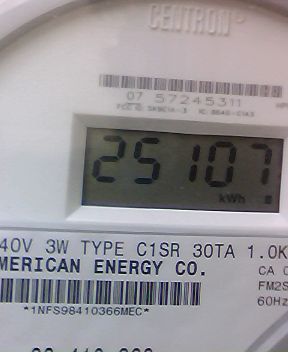 CENTRON®
07 57245311
25107
kWh
40V 3W TYPE C1SR 30TA 1.0K
MERICAN ENERGY CO.
CA
FM2S
60Hz
*1NFS98410366MEC*